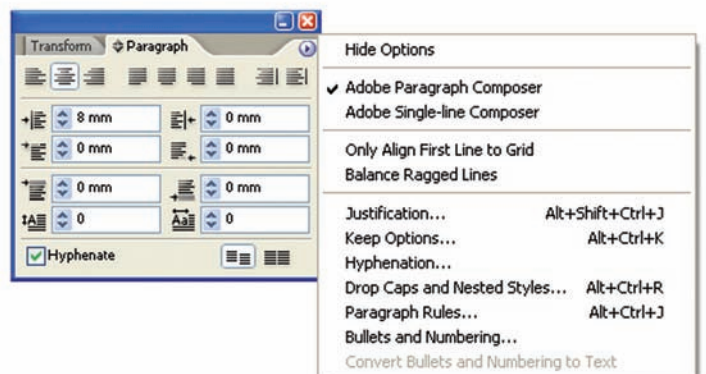 Transform Paragraph
8 mm 0 mm
0 mm 0 mm
0 mm 0 mm
0 0
Hyphenate
Hide Options
Adobe Paragraph Composer
Adobe Single-line Composer
Only Align First Line to Grid
Balance Ragged Lines
Justification... Alt+Shift+Ctrl+J
Keep Options... Alt+Ctrl+K
Hyphenation...
Drop Caps and Nested Styles... Alt+Ctrl+R
Paragraph Rules... Alt+Ctrl+J
Bullets and Numbering...
Convert Bullets and Numbering to Text